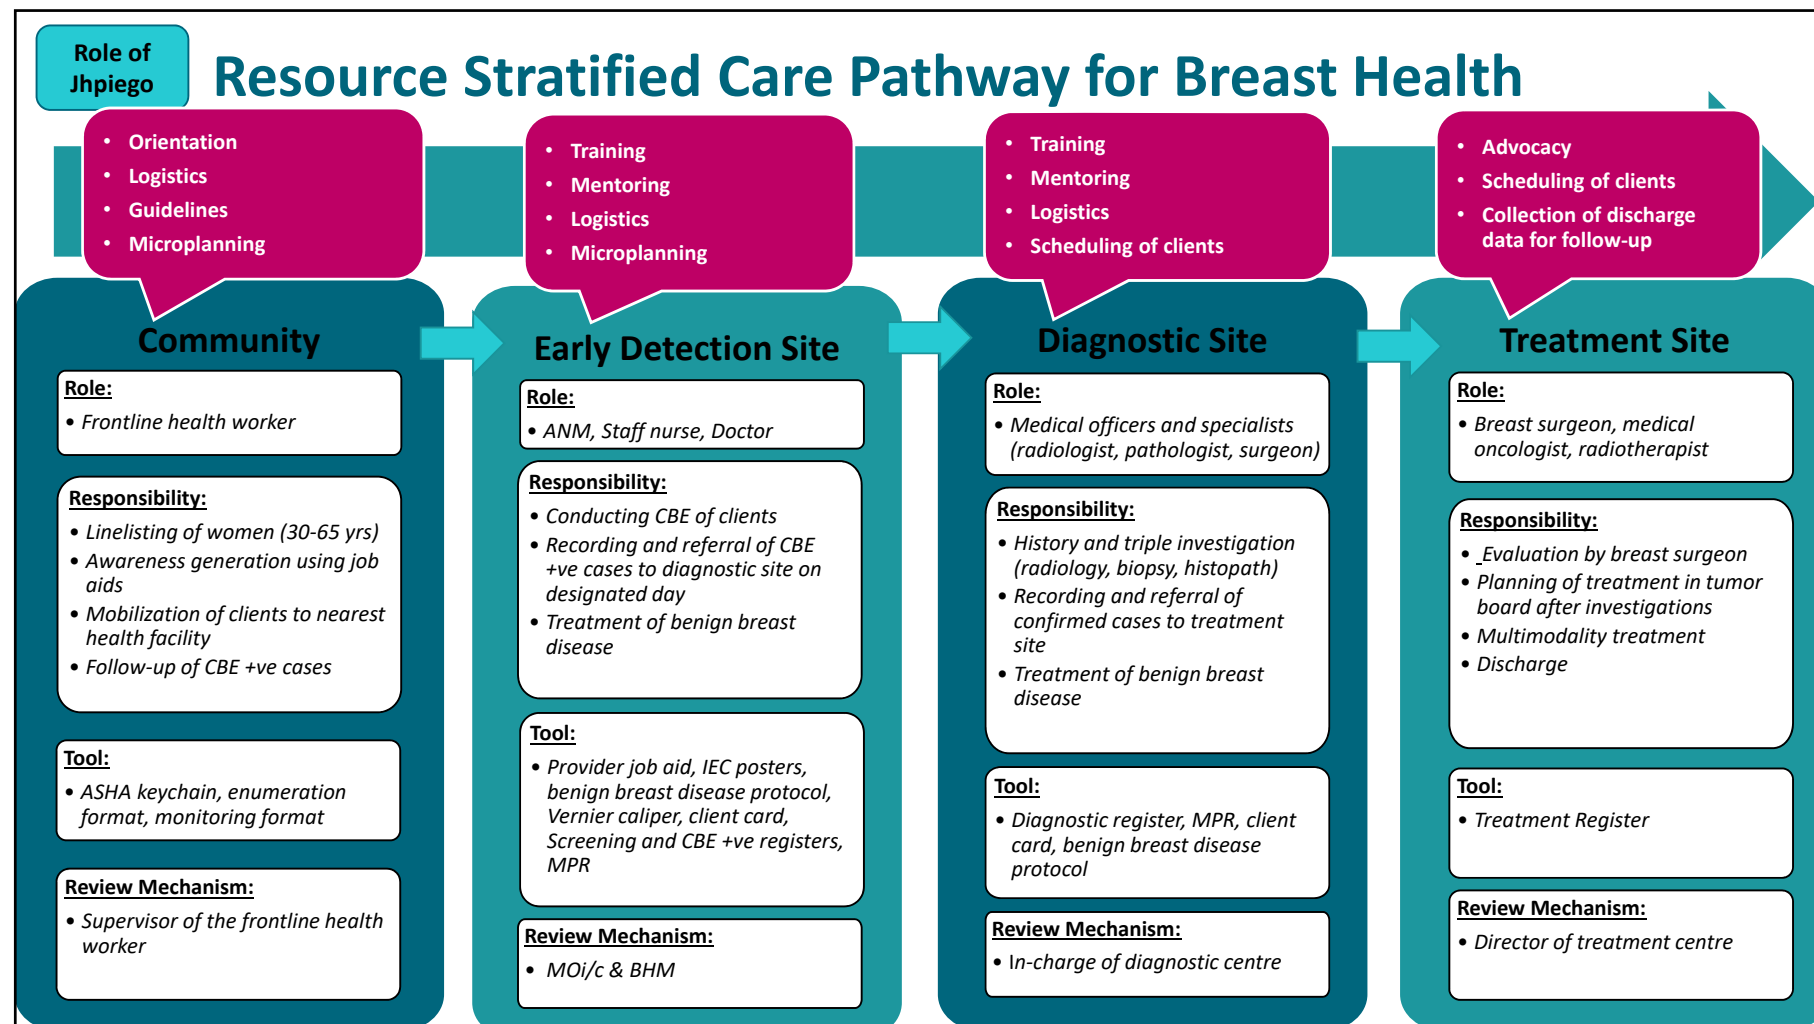 Role of
Jhpiego
Resource Stratified Care Pathway for Breast Health
• Orientation
• Logistics
• Guidelines
• Microplanning
• Training
• Mentoring
• Logistics
• Microplanning
• Training
• Mentoring
• Logistics
• Scheduling of clients
• Advocacy
• Scheduling of clients
• Collection of discharge
data for follow-up
Community
Role:
• Frontline health worker
Responsibility:
• Linelisting of women (30-65 yrs)
• Awareness generation using job
aids
• Mobilization of clients to nearest
health facility
• Follow-up of CBE +ve cases
Tool:
• ASHA keychain, enumeration
format, monitoring format
Review Mechanism:
• Supervisor of the frontline health
worker
Early Detection Site
Role:
• ANM, Staff nurse, Doctor
Responsibility:
• Conducting CBE of clients
• Recording and referral of CBE
+ve cases to diagnostic site on
designated day
• Treatment of benign breast
disease
Tool:
• Provider job aid, IEC posters,
benign breast disease protocol,
Vernier caliper, client card,
Screening and CBE +ve registers,
MPR
Review Mechanism:
• MOi/c & BHM
Diagnostic Site
Role:
• Medical officers and specialists
(radiologist, pathologist, surgeon)
Responsibility:
• History and triple investigation
(radiology, biopsy, histopath)
• Recording and referral of
confirmed cases to treatment
site
• Treatment of benign breast
disease
Tool:
• Diagnostic register, MPR, client
card, benign breast disease
protocol
Review Mechanism:
• In-charge of diagnostic centre
Treatment Site
Role:
• Breast surgeon, medical
oncologist, radiotherapist
Responsibility:
• Evaluation by breast surgeon
• Planning of treatment in tumor
board after investigations
• Multimodality treatment
• Discharge
Tool:
• Treatment Register
Review Mechanism:
• Director of treatment centre